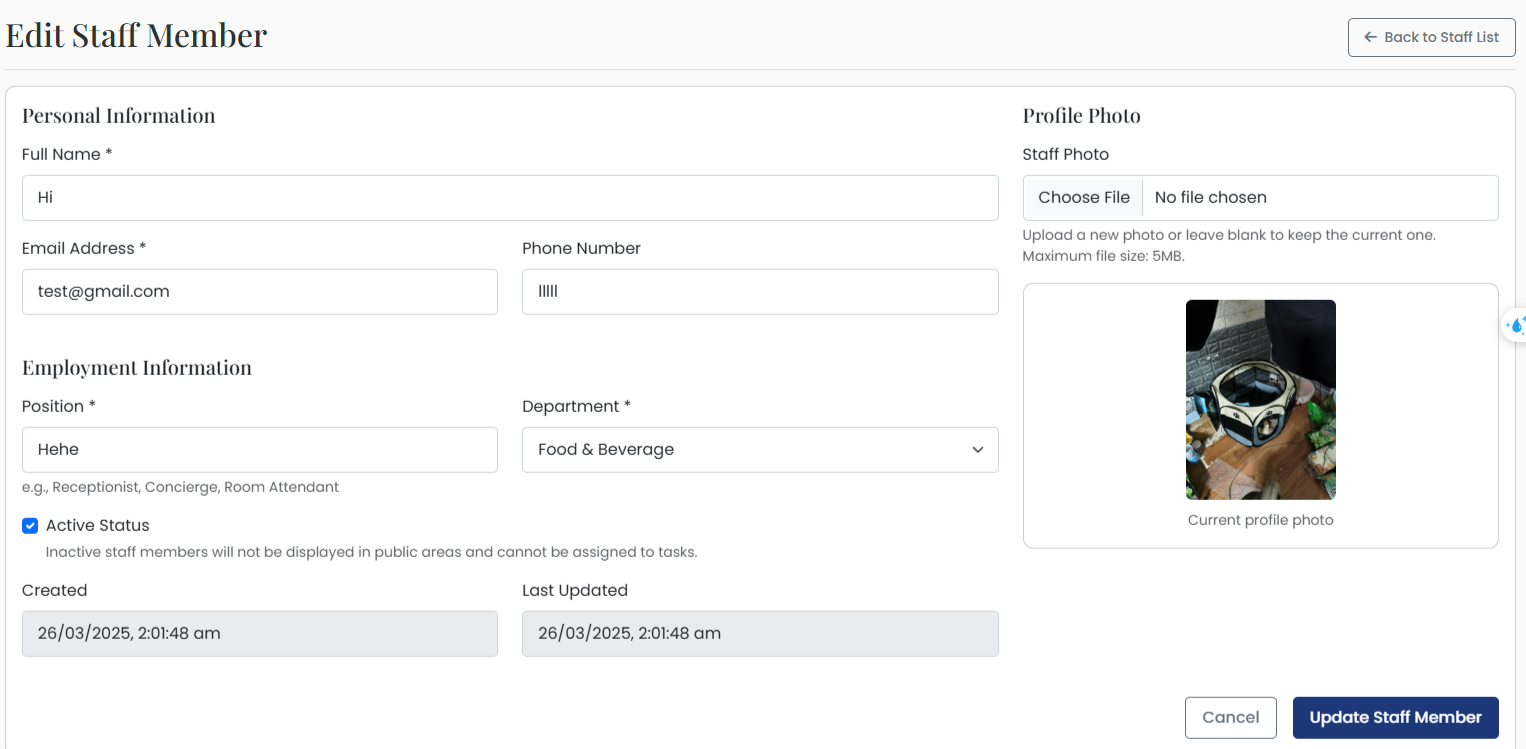 Edit Staff Member
← Back to Staff List
Personal Information
Full Name *
Hi
Email Address *
Phone Number
test@gmail.com
lllll
Employment Information
Position *
Department *
Hehe
Food & Beverage
e.g., Receptionist, Concierge, Room Attendant
Active Status
Inactive staff members will not be displayed in public areas and cannot be assigned to tasks.
Created
Last Updated
26/03/2025, 2:01:48 am
26/03/2025, 2:01:48 am
Profile Photo
Staff Photo
Choose File No file chosen
Upload a new photo or leave blank to keep the current one.
Maximum file size: 5MB.
Current profile photo
Cancel
Update Staff Member